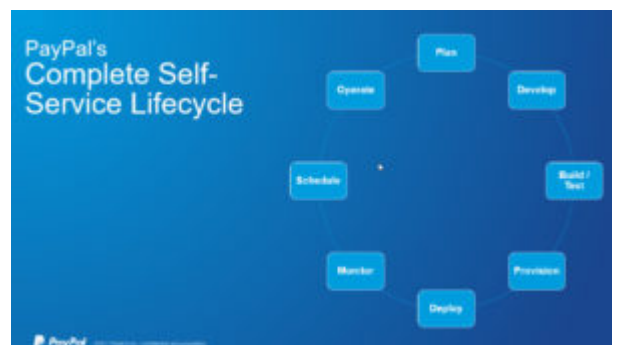 PayPal's
Complete Self-
Service Lifecycle
Plan
Develop
Build /
Test
Provision
Deploy
Monitor
Schedule
Operate
PayPal